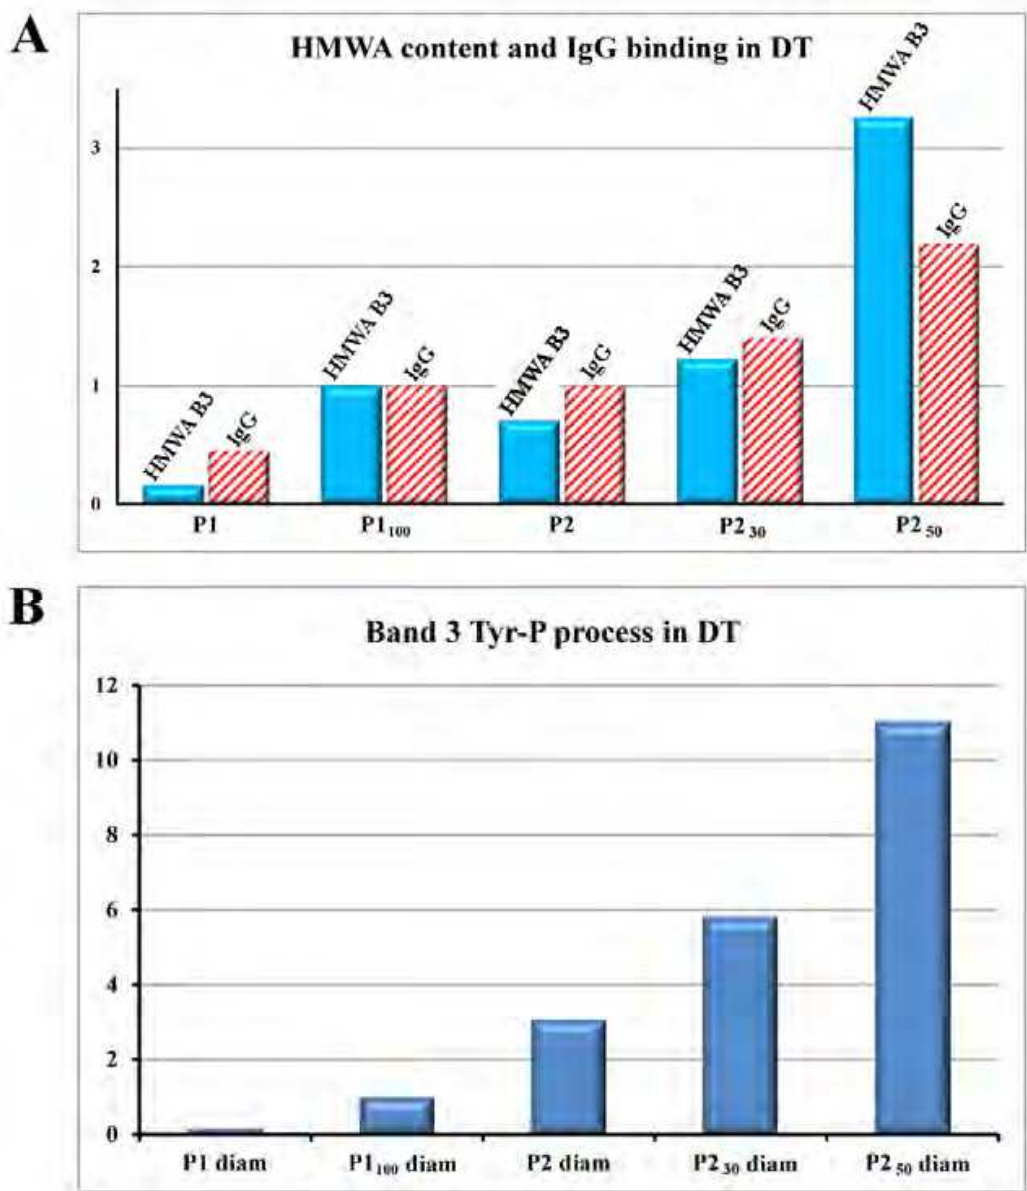 A
HMWA content and IgG binding in DT
HMWA B3
IgG
HMWA B3
IgG
HMWA B3
IgG
HMWA B3
IgG
HMWA B3
IgG
3
2
1
0
P1
P1₁₀₀
P2
P2 ₃₀
P2 ₅₀
B
Band 3 Tyr-P process in DT
12
10
8
6
4
2
0
P1 diam
P1₁₀₀ diam
P2 diam
P2 ₃₀ diam
P2 ₅₀ diam